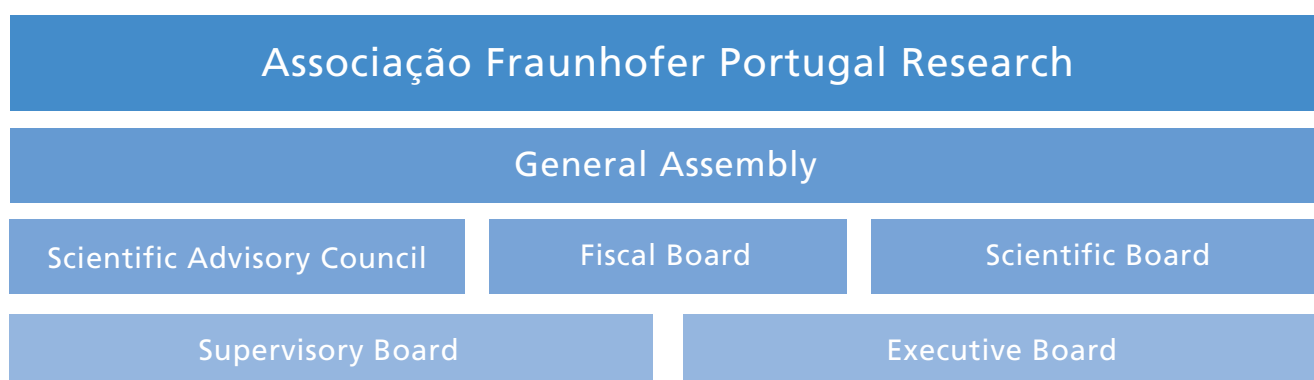 Associação Fraunhofer Portugal Research
General Assembly
Scientific Advisory Council
Fiscal Board
Scientific Board
Supervisory Board
Executive Board